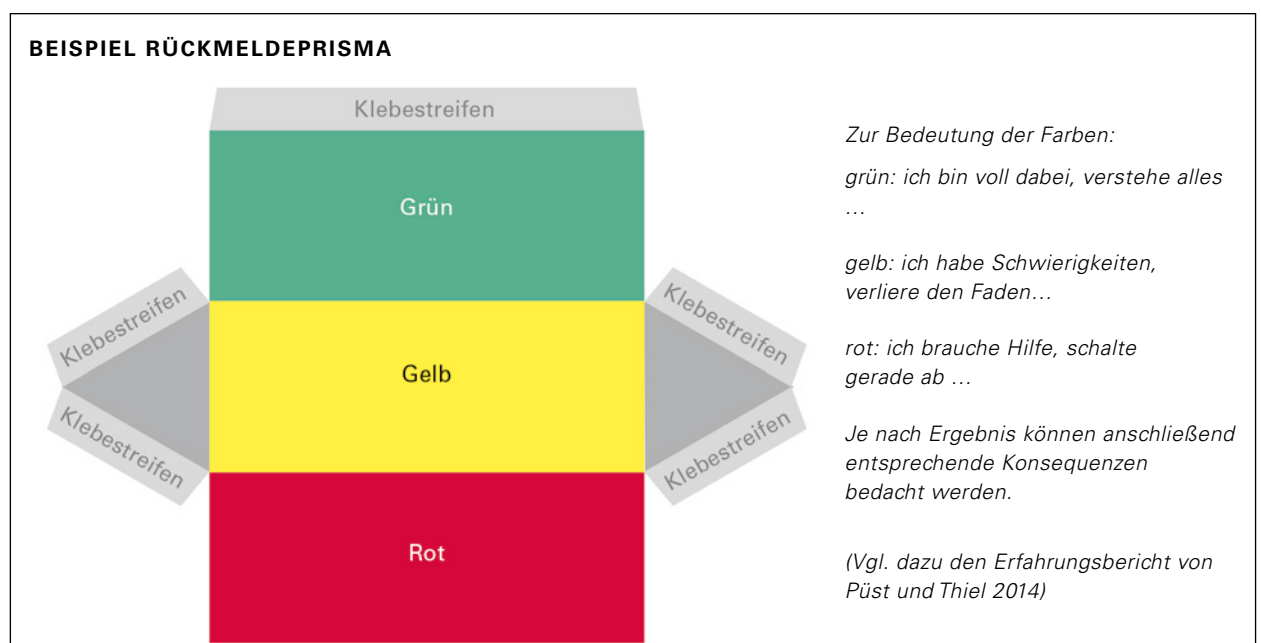 BEISPIEL RÜCKMELDEPRISMA
Klebestreifen
Grün
Klebestreifen
Klebestreifen
Gelb
Klebestreifen
Klebestreifen
Rot
Zur Bedeutung der Farben:
grün: ich bin voll dabei, verstehe alles
…
gelb: ich habe Schwierigkeiten,
verliere den Faden…
rot: ich brauche Hilfe, schalte
gerade ab …
Je nach Ergebnis können anschließend
entsprechende Konsequenzen
bedacht werden.
(Vgl. dazu den Erfahrungsbericht von
Püst und Thiel 2014)